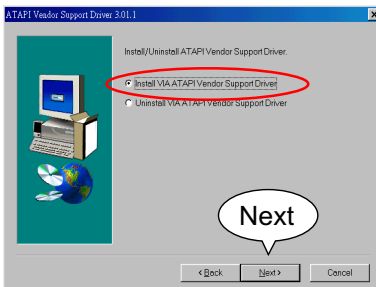 ATAPI Vendor Support Driver 3.01.1
Install/Uninstall ATAPI Vendor Support Driver.
Install VIA ATAPI Vendor Support Driver
Uninstall VIA ATAPI Vendor Support Driver
Next
< Back
Next >
Cancel